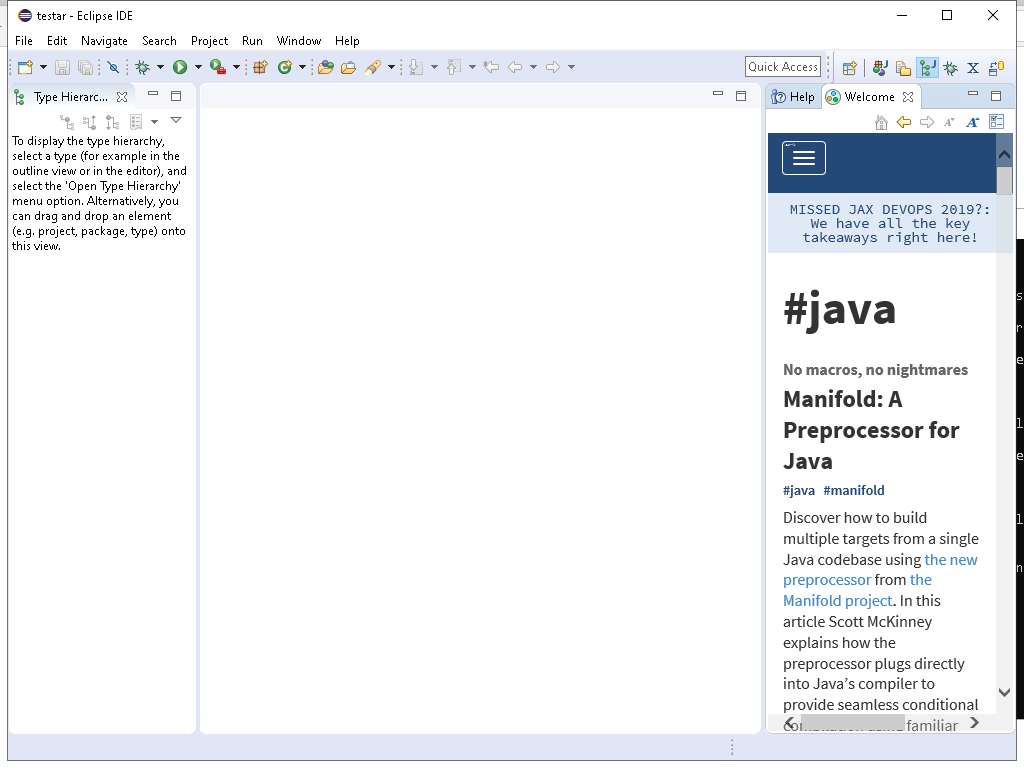 testar - Eclipse IDE
File Edit Navigate Search Project Run Window Help
Quick Access
Type Hierarc...
Help
Welcome
To display the type hierarchy,
select a type (for example in the
outline view or in the editor), and
select the 'Open Type Hierarchy'
menu option. Alternatively, you
can drag and drop an element
(e.g. project, package, type) onto
this view.
MISSED JAX DEVOPS 2019?:
We have all the key
takeaways right here!
#java
No macros, no nightmares
Manifold: A
Preprocessor for
Java
#java #manifold
Discover how to build
multiple targets from a single
Java codebase using the new
preprocessor from the
Manifold project. In this
article Scott McKinney
explains how the
preprocessor plugs directly
into Java’s compiler to
provide seamless conditional
familiar